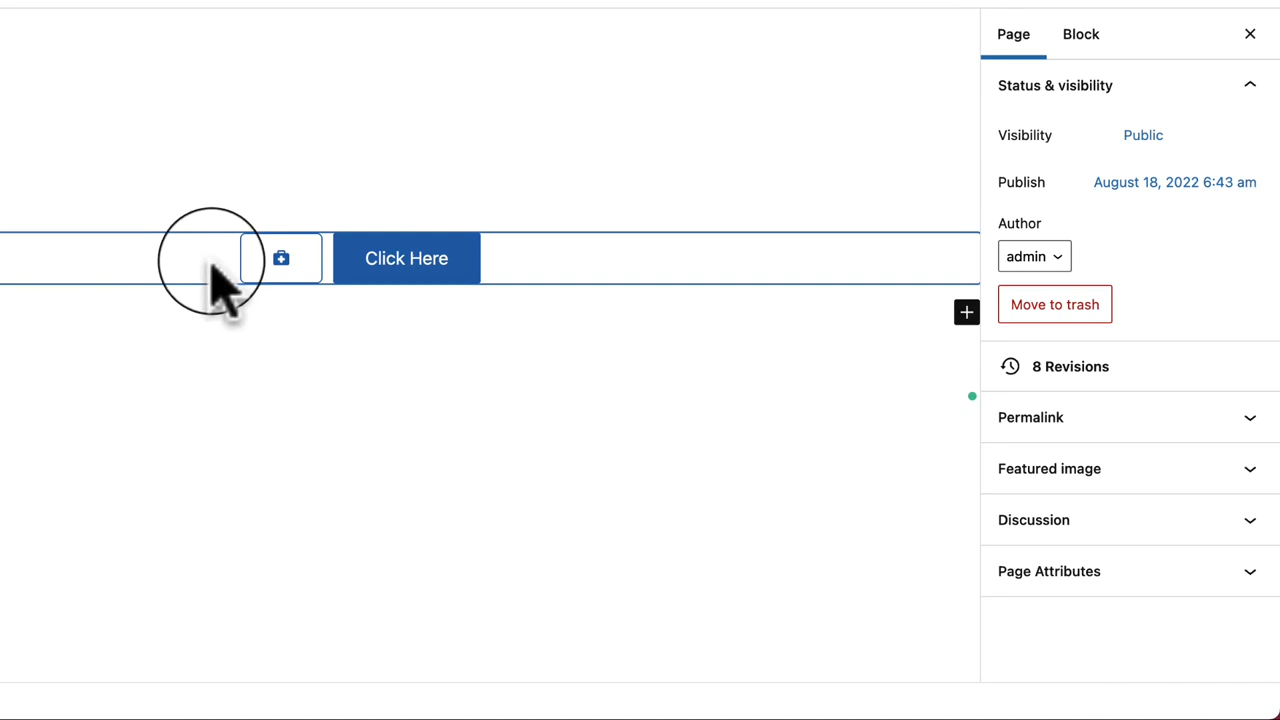 Page Block
Status & visibility
Visibility Public
Publish August 18, 2022 6:43 am
Author
admin
Move to trash
8 Revisions
Permalink
Featured image
Discussion
Page Attributes
Click Here